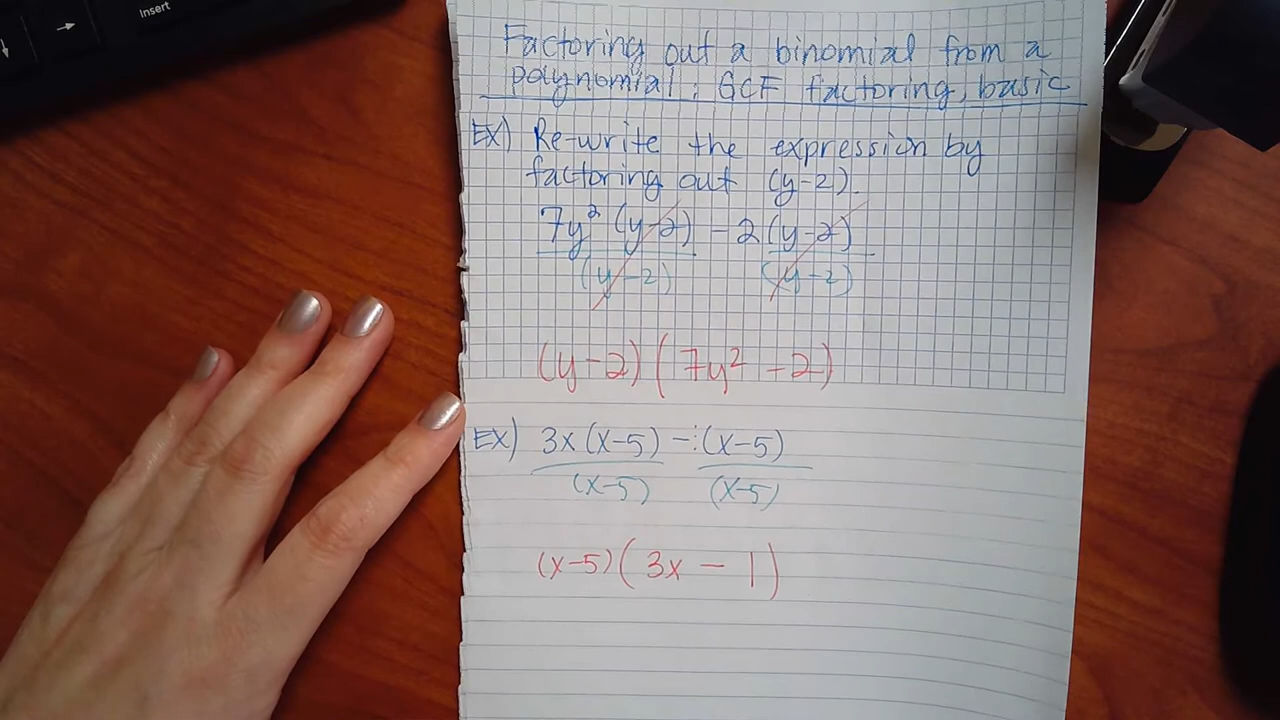 Insert
Factoring out a binomial from a
polynomial: GCF factoring, basic
EX) Re-write the expression by
factoring out (y-2).
7y² (y-2) - 2(y-2)
(y-2) (y-2)
(y-2)(7y² -2)
EX) 3x(x-5) - (x-5)
(x-5) (x-5)
(x-5)(3x - 1)